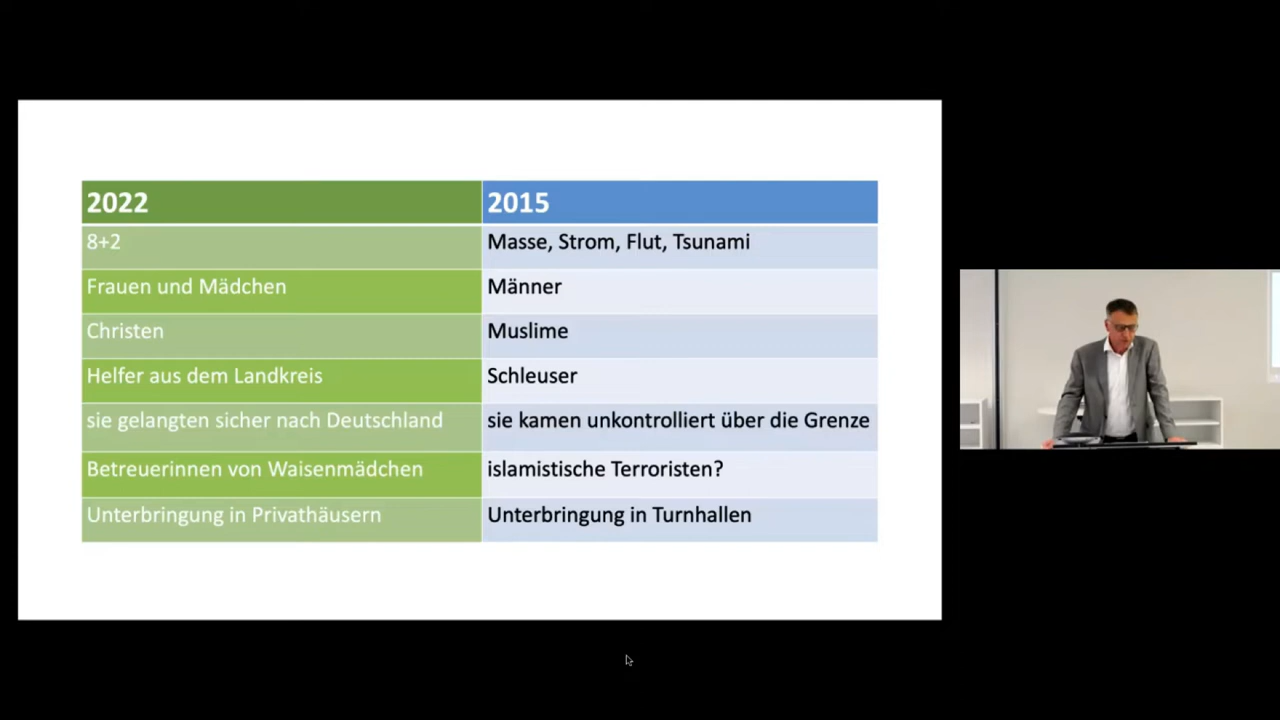 2022 2015
8+2 Masse, Strom, Flut, Tsunami
Frauen und Mädchen Männer
Christen Muslime
Helfer aus dem Landkreis Schleuser
sie gelangten sicher nach Deutschland sie kamen unkontrolliert über die Grenze
Betreuerinnen von Waisenmädchen islamistische Terroristen?
Unterbringung in Privathäusern Unterbringung in Turnhallen